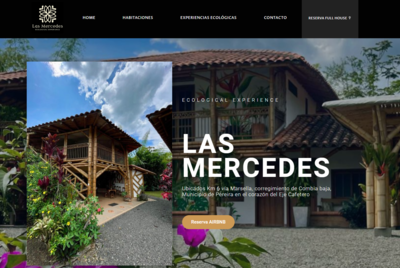 Las Mercedes
HOME
HABITACIONES
EXPERIENCIAS ECOLÓGICAS
CONTACTO
RESERVA FULL HOUSE
ECOLOGICAL EXPERIENCE
LAS
MERCEDES
Ubicados Km 6 vía Marsella, corregimiento de Combia baja,
Municipio de Pereira en el corazón del Eje Cafetero
Reserva AIRBNB